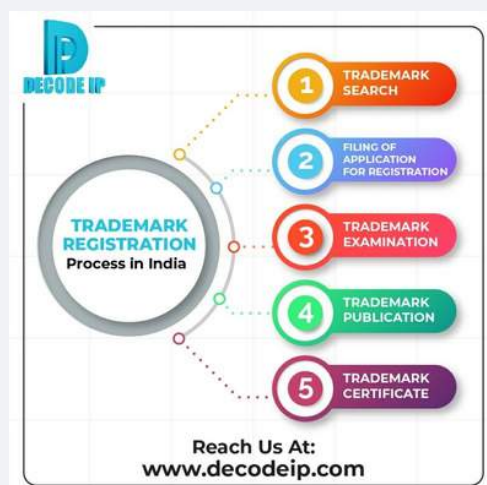 DECODE IP
TRADEMARK
REGISTRATION
Process in India
1
TRADEMARK
SEARCH
2
FILING OF
APPLICATION
FOR REGISTRATION
3
TRADEMARK
EXAMINATION
4
TRADEMARK
PUBLICATION
5
TRADEMARK
CERTIFICATE
Reach Us At:
www.decodeip.com